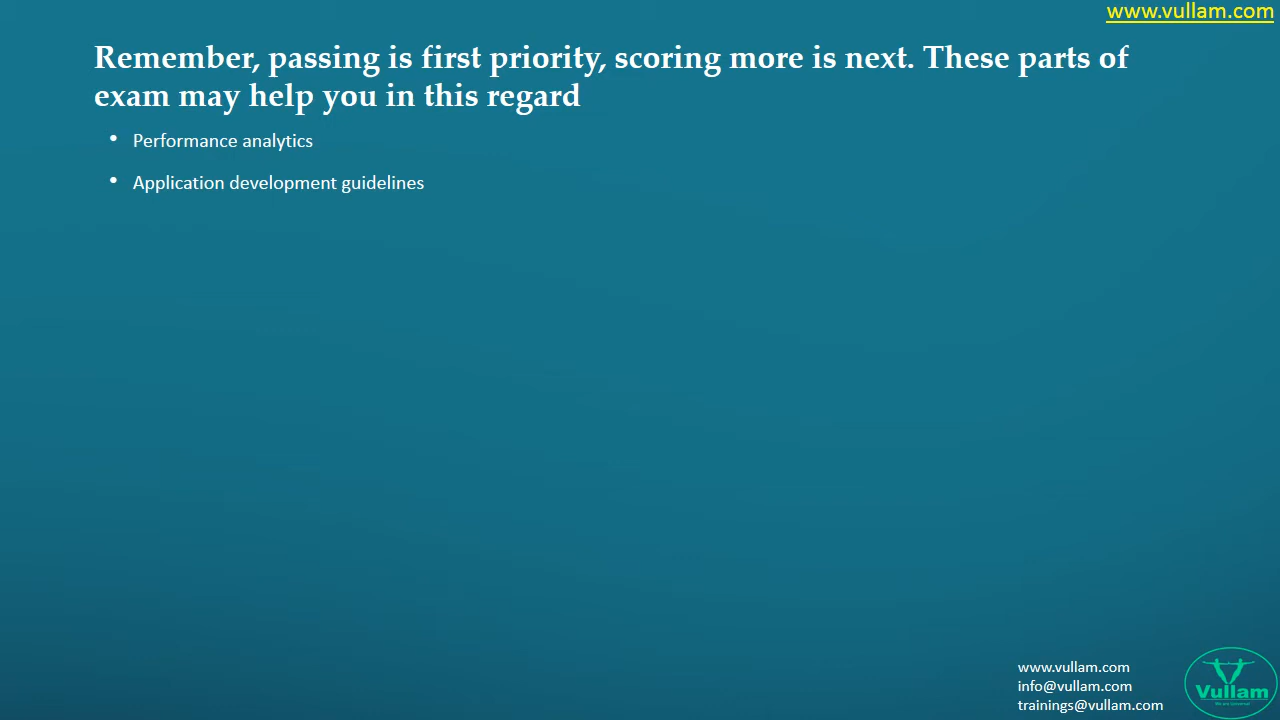 www.vullam.com
Remember, passing is first priority, scoring more is next. These parts of
exam may help you in this regard
• Performance analytics
• Application development guidelines
www.vullam.com
info@vullam.com
trainings@vullam.com
Vullam